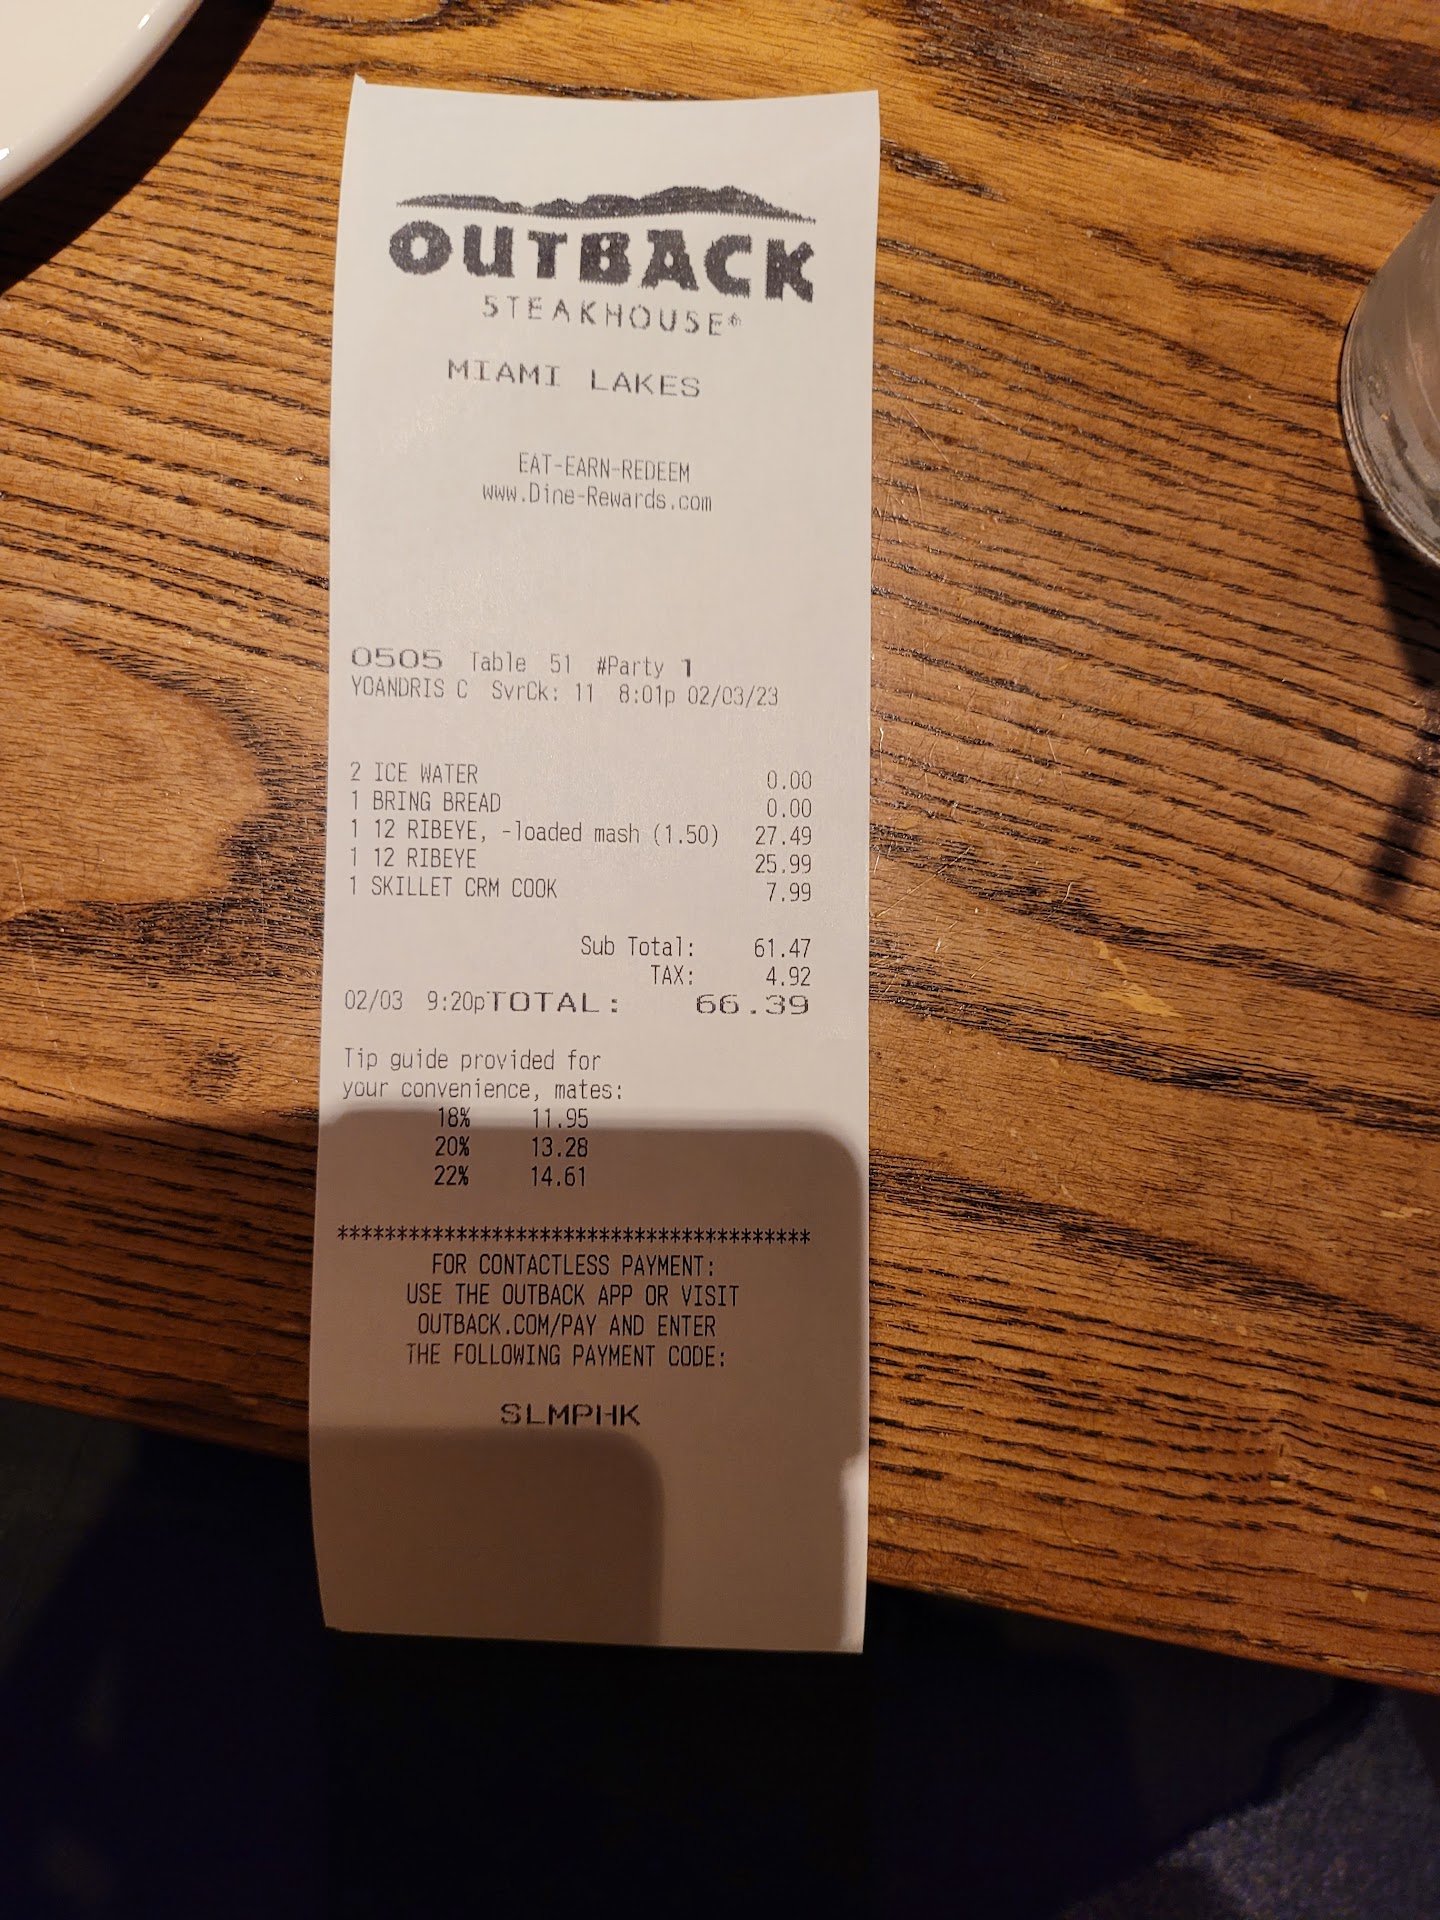 OUTBACK
STEAKHOUSE®
MIAMI LAKES
EAT-EARN-REDEEM
www.Dine-Rewards.com
0505 Table 51 #Party 1
YOANDRIS C SvrCk: 11 8:01p 02/03/23
2 ICE WATER 0.00
1 BRING BREAD 0.00
1 12 RIBEYE, -loaded mash (1.50) 27.49
1 12 RIBEYE 25.99
1 SKILLET CRM COOK 7.99
Sub Total: 61.47
TAX: 4.92
02/03 9:20pTOTAL: 66.39
Tip guide provided for
your convenience, mates:
18% 11.95
20% 13.28
22% 14.61
****************************************
FOR CONTACTLESS PAYMENT:
USE THE OUTBACK APP OR VISIT
OUTBACK.COM/PAY AND ENTER
THE FOLLOWING PAYMENT CODE:
SLMPHK